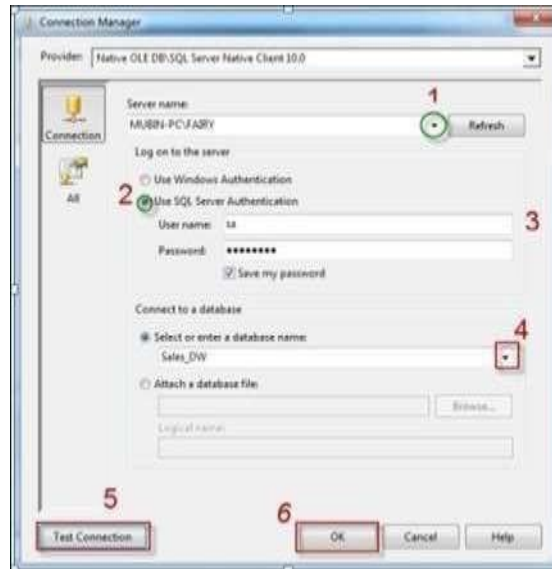 Connection Manager
Provider: Native OLE DB\SQL Server Native Client 10.0
1
Connection
All
Server name:
MUBIN-PC\FAIRY
Refresh
Log on to the server
Use Windows Authentication
2
Use SQL Server Authentication
3
User name: sa
Password: ••••••••
Save my password
Connect to a database
4
Select or enter a database name:
Sales_DW
Attach a database file:
Browse...
Logical name:
5
6
Test Connection
OK
Cancel
Help